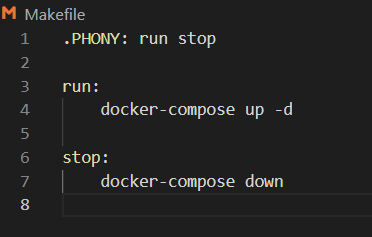 Makefile
1 .PHONY: run stop
2
3 run:
4 docker-compose up -d
5
6 stop:
7 docker-compose down
8